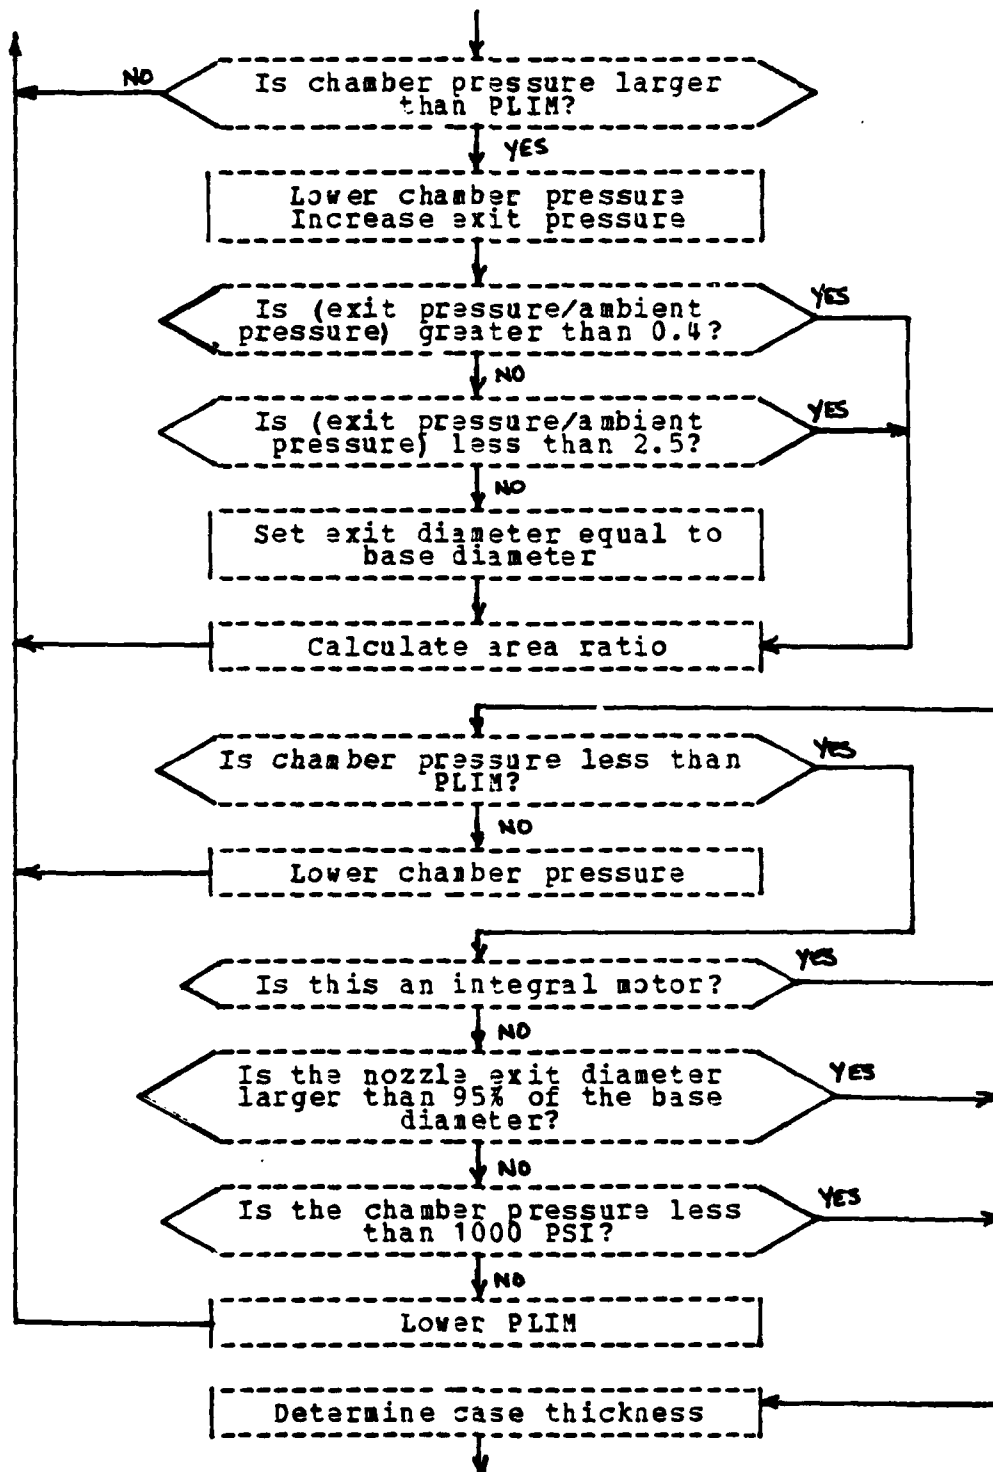 NO
Is chamber pressure larger
than PLIM?
YES
Lower chamber pressure
Increase exit pressure
Is (exit pressure/ambient
pressure) greater than 0.4?
YES
NO
Is (exit pressure/ambient
pressure) less than 2.5?
YES
NO
Set exit diameter equal to
base diameter
Calculate area ratio
Is chamber pressure less than
PLIM?
YES
NO
Lower chamber pressure
Is this an integral motor?
YES
NO
Is the nozzle exit diameter
larger than 95% of the base
diameter?
YES
NO
Is the chamber pressure less
than 1000 PSI?
YES
NO
Lower PLIM
Determine case thickness